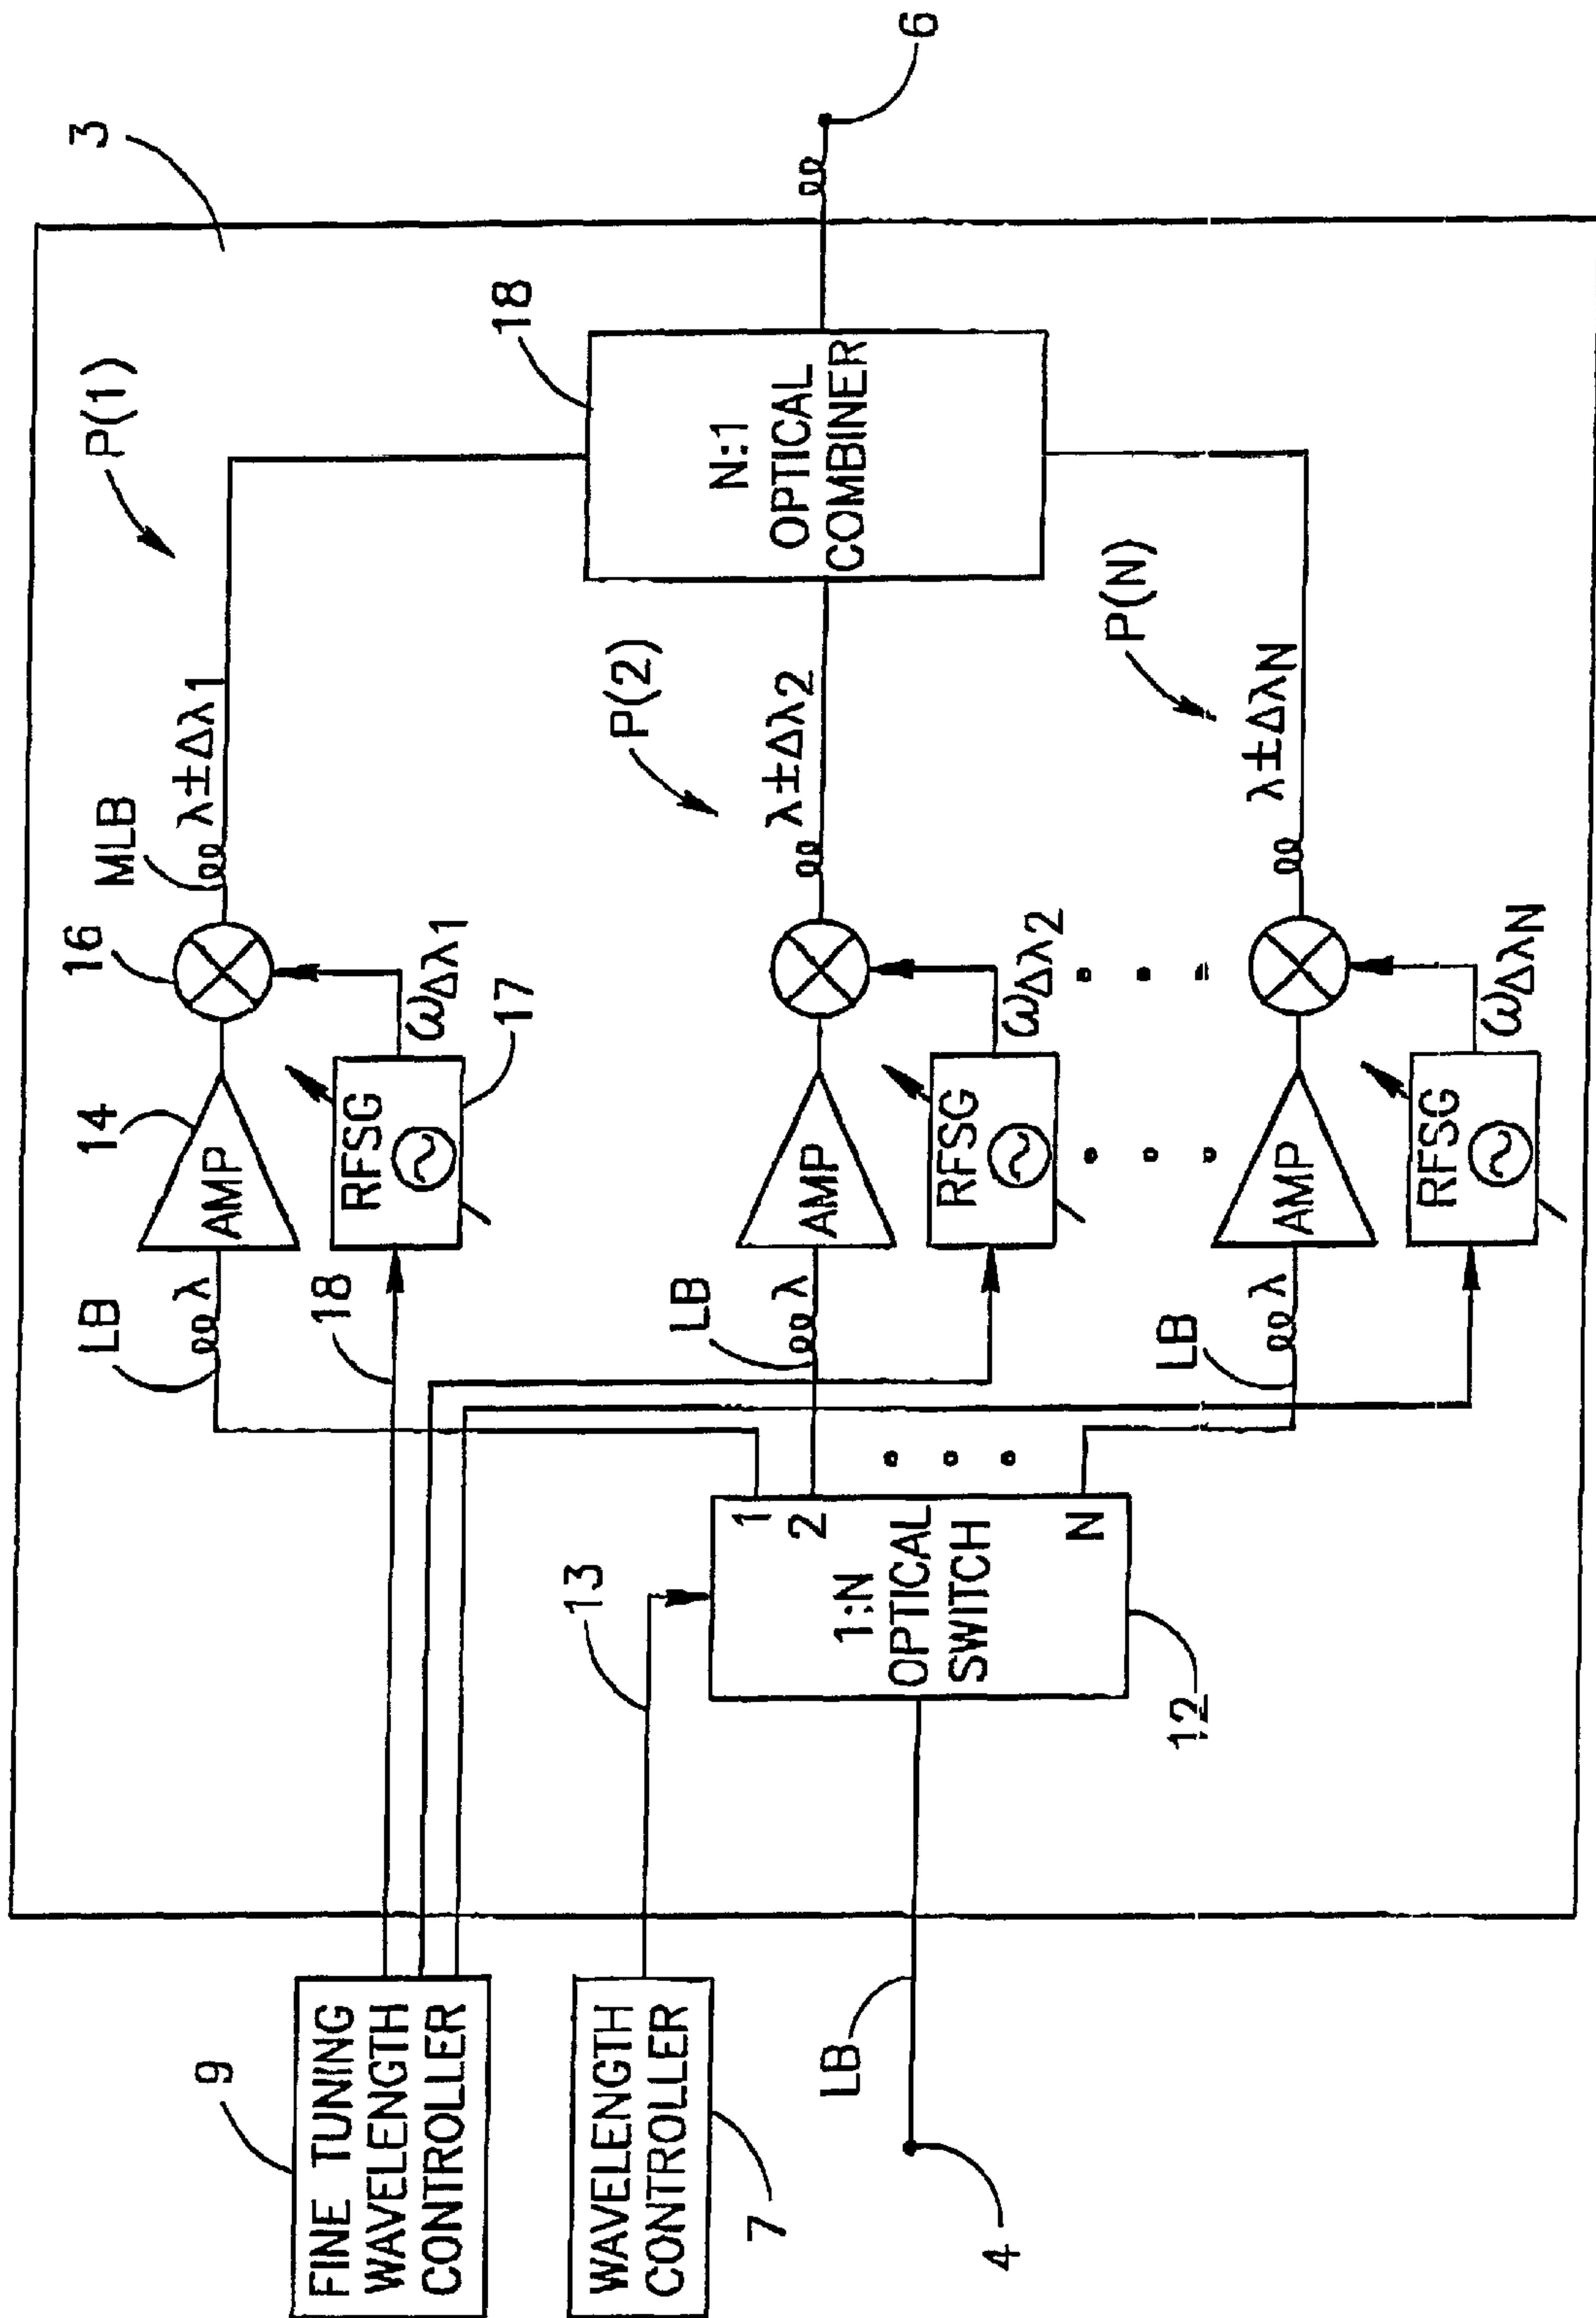 3
P(1)
MLB
λ±Δλ1
16
14
AMP
LB
λ
RFSG
ωΔλ1
17
18
18
N:1
OPTICAL
COMBINER
6
9
FINE TUNING
WAVELENGTH
CONTROLLER
13
WAVELENGTH
CONTROLLER
7
P(2)
λ±Δλ2
AMP
LB
λ
RFSG
ωΔλ2
1
2
N
1:N
OPTICAL
SWITCH
12
LB
4
P(N)
λ±ΔλN
AMP
LB
λ
RFSG
ωΔλN